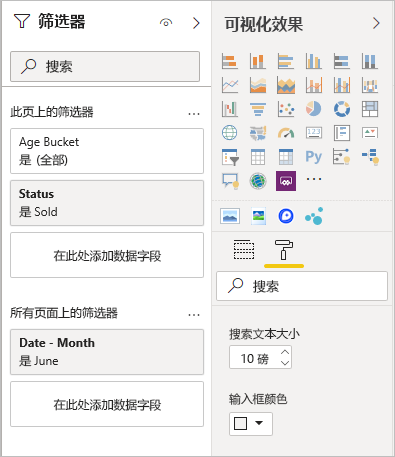 筛选器
搜索
此页上的筛选器
...
Age Bucket
是 (全部)
Status
是 Sold
在此处添加数据字段
所有页面上的筛选器
...
Date - Month
是 June
在此处添加数据字段
可视化效果
123
Py
...
搜索
搜索文本大小
10 磅
输入框颜色